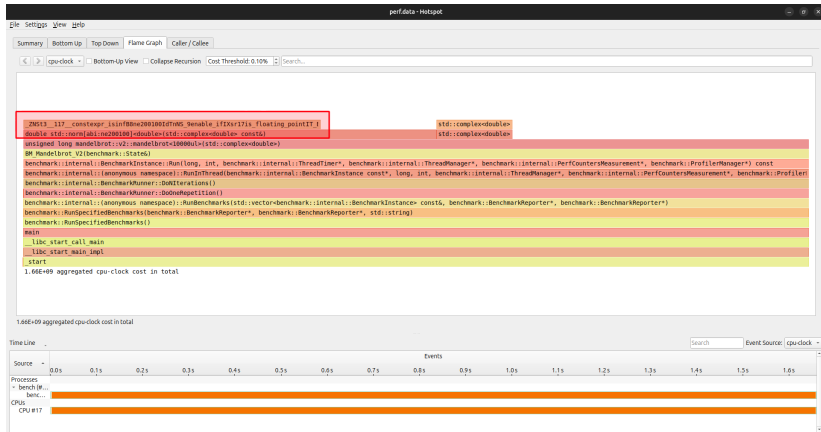 perf.data - Hotspot
File Settings View Help
Summary Bottom Up Top Down Flame Graph Caller / Callee
cpu-clock Bottom-Up View Collapse Recursion Cost Threshold: 0.10% Search...
_ZNSt3__117__constexpr_isinfB8ne200100IdTnNS_9enable_ifIXsr17is_floating_pointIT_E std::complex<double>
double std::norm[abi:ne200100]<double>(std::complex<double> const&) std::complex<double>
unsigned long mandelbrot::v2::mandelbrot<10000ul>(std::complex<double>)
BM_Mandelbrot_V2(benchmark::State&)
benchmark::internal::BenchmarkInstance::Run(long, int, benchmark::internal::ThreadTimer*, benchmark::internal::ThreadManager*, benchmark::internal::PerfCountersMeasurement*, benchmark::ProfilerManager*) const
benchmark::internal::(anonymous namespace)::RunInThread(benchmark::internal::BenchmarkInstance const*, long, int, benchmark::internal::ThreadManager*, benchmark::internal::PerfCountersMeasurement*, benchmark::Profiler
benchmark::internal::BenchmarkRunner::DoNIterations()
benchmark::internal::BenchmarkRunner::DoOneRepetition()
benchmark::internal::(anonymous namespace)::RunBenchmarks(std::vector<benchmark::internal::BenchmarkInstance> const&, benchmark::BenchmarkReporter*, benchmark::BenchmarkReporter*)
benchmark::RunSpecifiedBenchmarks(benchmark::BenchmarkReporter*, benchmark::BenchmarkReporter*, std::string)
benchmark::RunSpecifiedBenchmarks()
main
__libc_start_call_main
__libc_start_main_impl
_start
1.66E+09 aggregated cpu-clock cost in total
1.66E+09 aggregated cpu-clock cost in total
Time Line Search Event Source: cpu-clock
Source Events
0.0s 0.1s 0.2s 0.3s 0.4s 0.5s 0.6s 0.7s 0.8s 0.9s 1.0s 1.1s 1.2s 1.3s 1.4s 1.5s 1.6s
Processes
bench (#...
benc...
CPUs
CPU #17